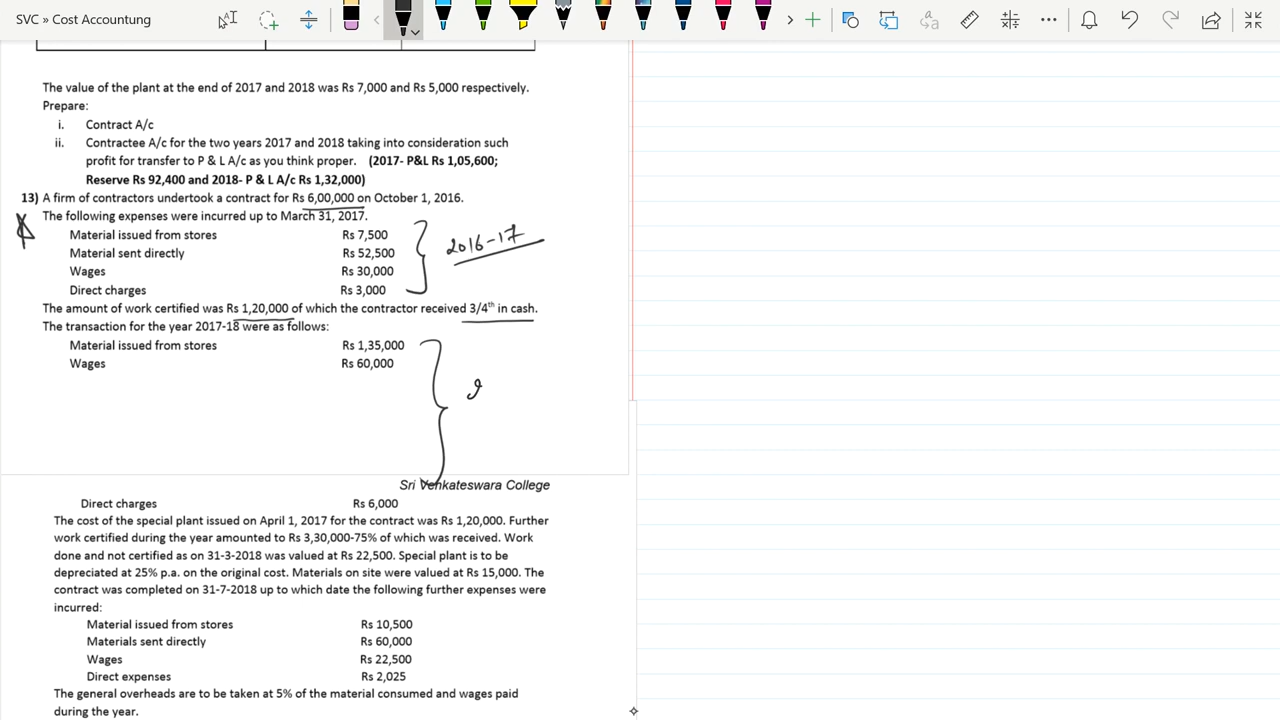 SVC > Cost Accountung
The value of the plant at the end of 2017 and 2018 was Rs 7,000 and Rs 5,000 respectively.
Prepare:
i. Contract A/c
ii. Contractee A/c for the two years 2017 and 2018 taking into consideration such
profit for transfer to P & L A/c as you think proper. (2017- P&L Rs 1,05,600;
Reserve Rs 92,400 and 2018- P & L A/c Rs 1,32,000)
13) A firm of contractors undertook a contract for Rs 6,00,000 on October 1, 2016.
The following expenses were incurred up to March 31, 2017.
Material issued from stores Rs 7,500
Material sent directly Rs 52,500
2016-17
Wages Rs 30,000
Direct charges Rs 3,000
The amount of work certified was Rs 1,20,000 of which the contractor received 3/4th in cash.
The transaction for the year 2017-18 were as follows:
Material issued from stores Rs 1,35,000
Wages Rs 60,000
Sri Venkateswara College
Direct charges Rs 6,000
The cost of the special plant issued on April 1, 2017 for the contract was Rs 1,20,000. Further
work certified during the year amounted to Rs 3,30,000-75% of which was received. Work
done and not certified as on 31-3-2018 was valued at Rs 22,500. Special plant is to be
depreciated at 25% p.a. on the original cost. Materials on site were valued at Rs 15,000. The
contract was completed on 31-7-2018 up to which date the following further expenses were
incurred:
Material issued from stores Rs 10,500
Materials sent directly Rs 60,000
Wages Rs 22,500
Direct expenses Rs 2,025
The general overheads are to be taken at 5% of the material consumed and wages paid
during the year.